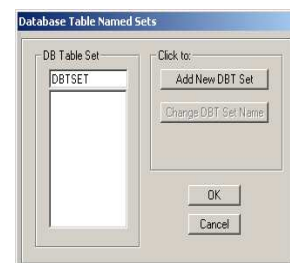 Database Table Named Sets
DB Table Set
DBTSET
Click to:
Add New DBT Set
Change DBT Set Name
OK
Cancel